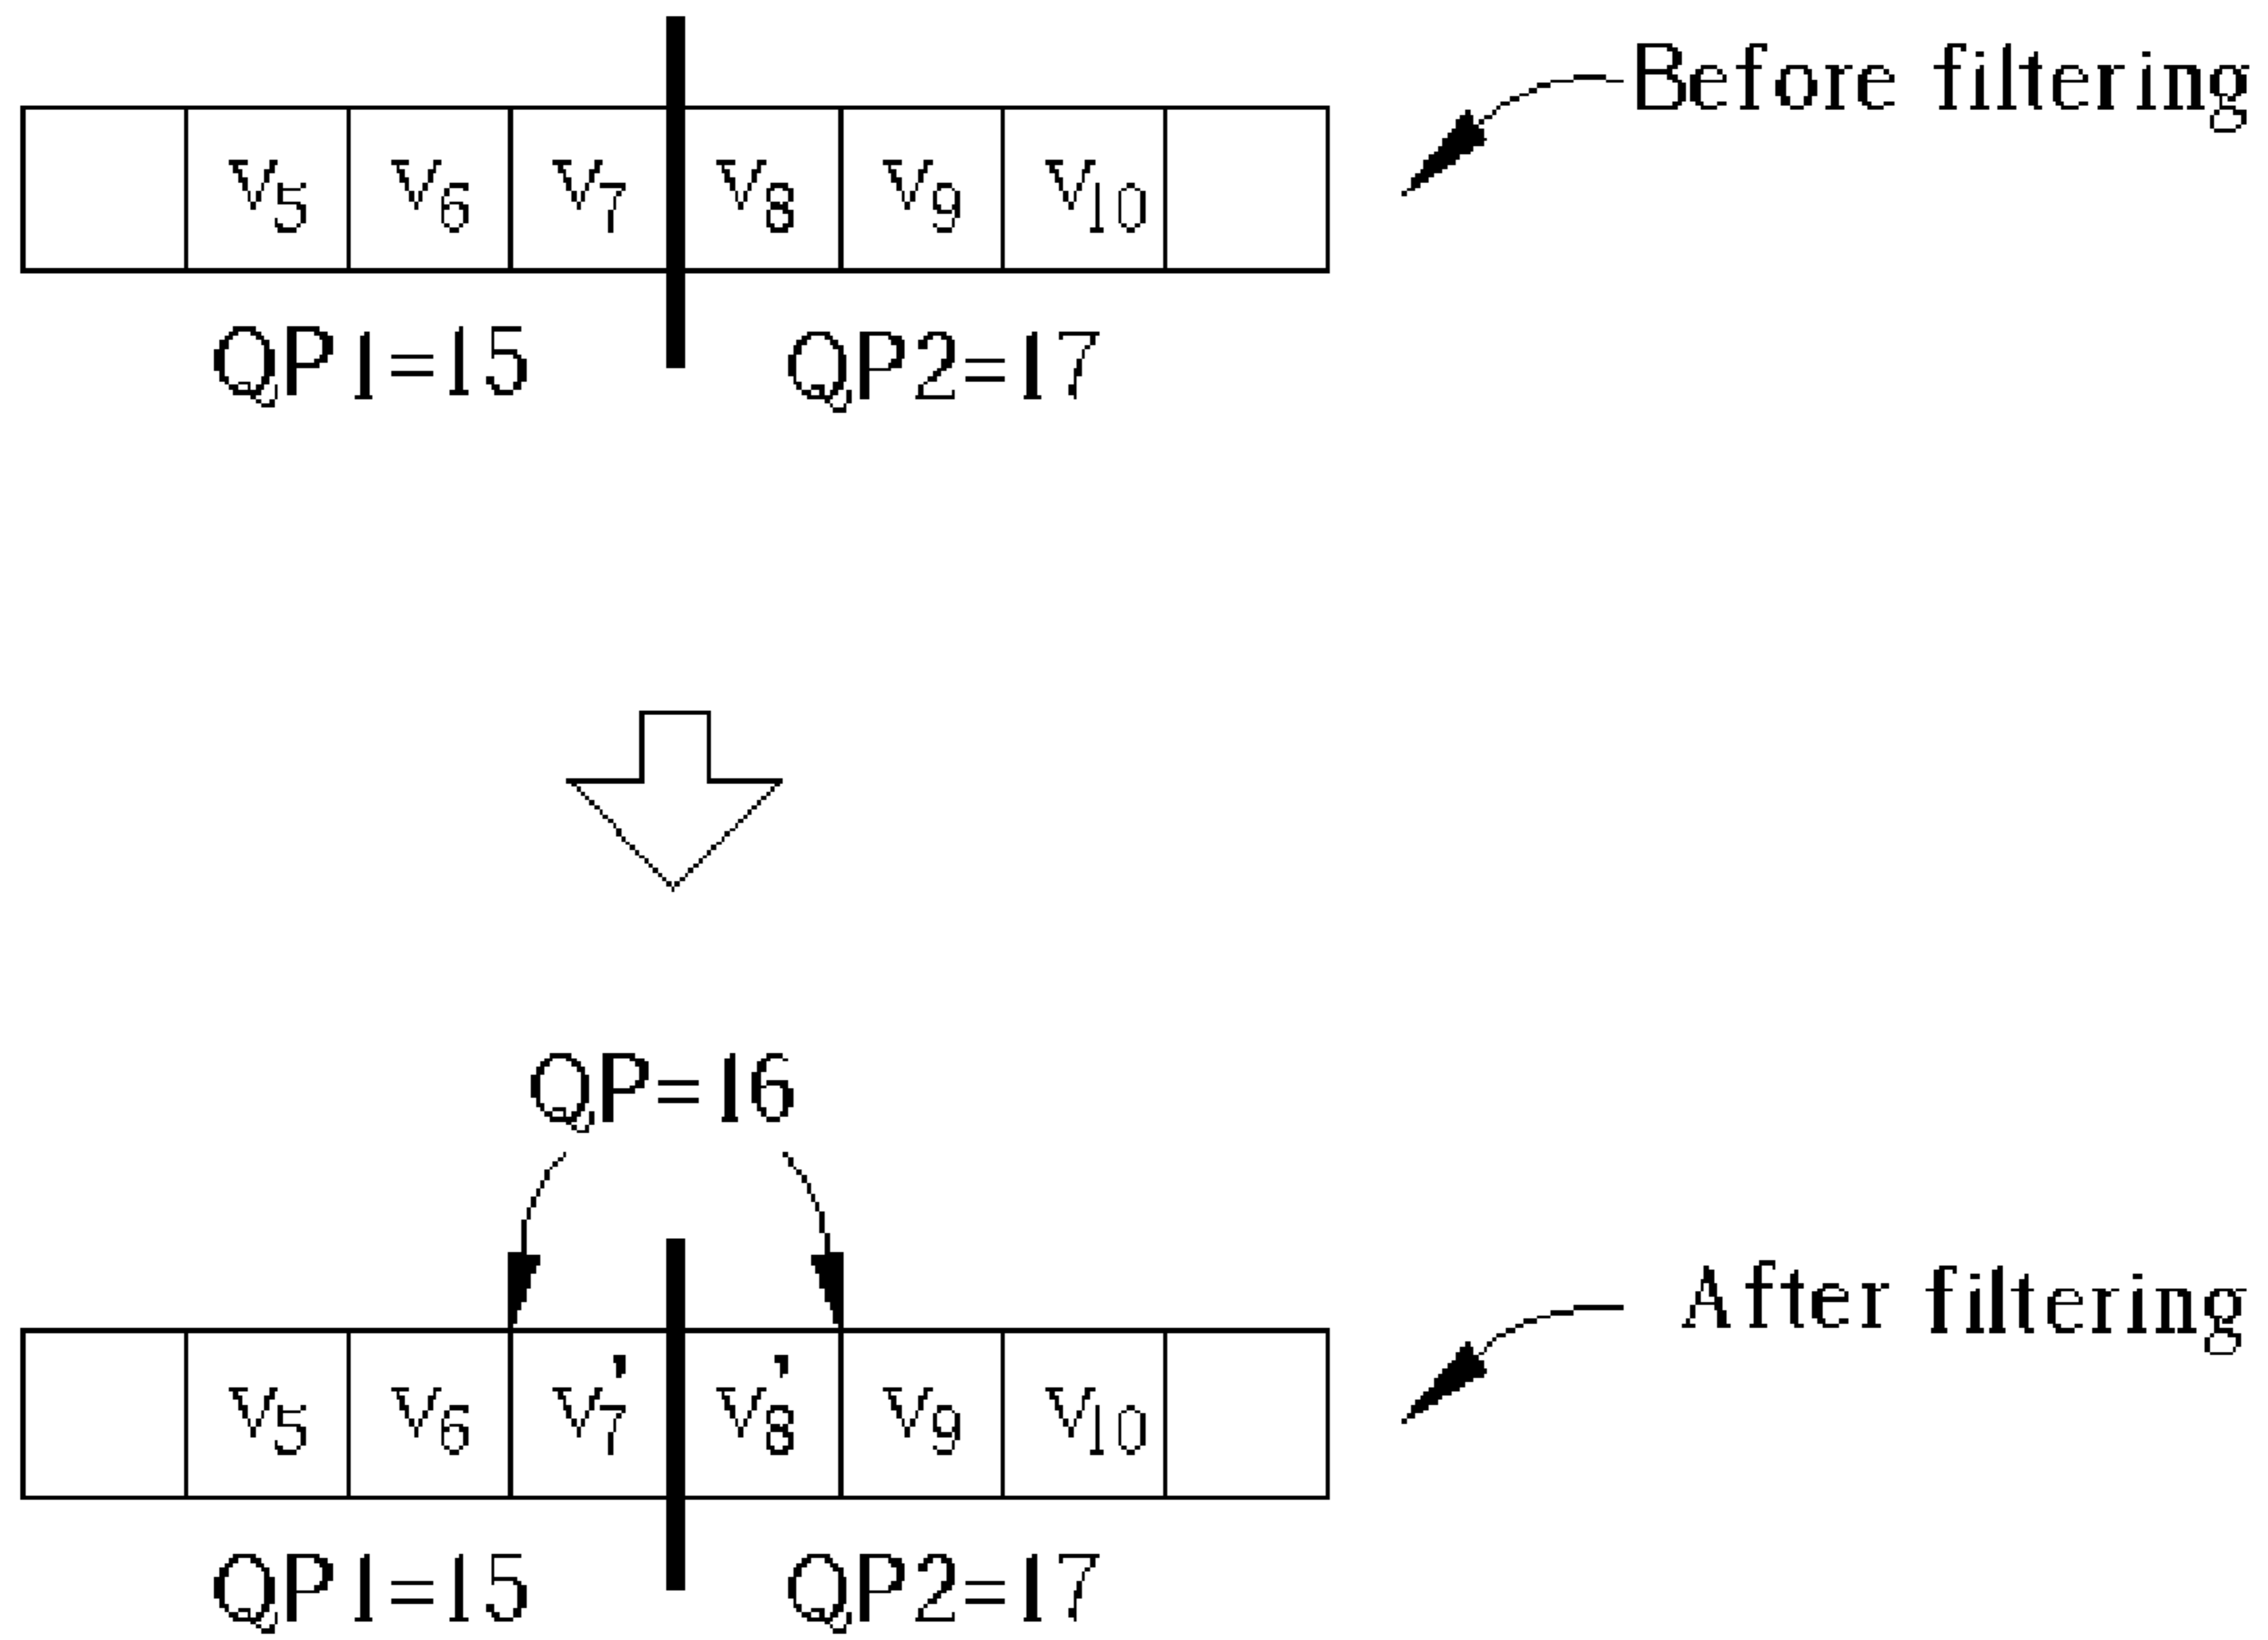 Before filtering
v5 v6 v7 v8 v9 v10
QP1=15 QP2=17
QP=16
After filtering
v5 v6 v7' v8' v9 v10
QP1=15 QP2=17